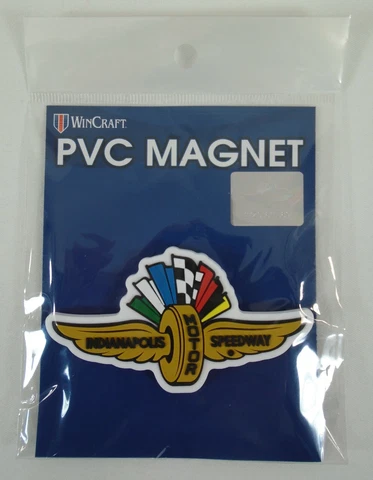 WINCRAFT
PVC MAGNET
INDIANAPOLIS MOTOR SPEEDWAY